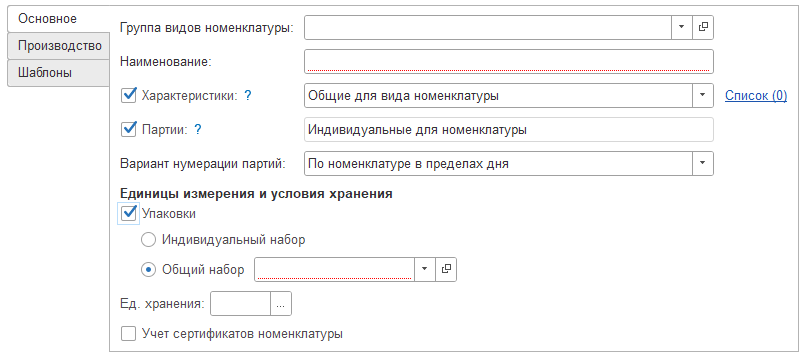 Основное
Производство
Шаблоны
Группа видов номенклатуры:
Наименование:
Характеристики: ? Общие для вида номенклатуры Список (0)
Партии: ? Индивидуальные для номенклатуры
Вариант нумерации партий: По номенклатуре в пределах дня
Единицы измерения и условия хранения
Упаковки
Индивидуальный набор
Общий набор
Ед. хранения: ...
Учет сертификатов номенклатуры